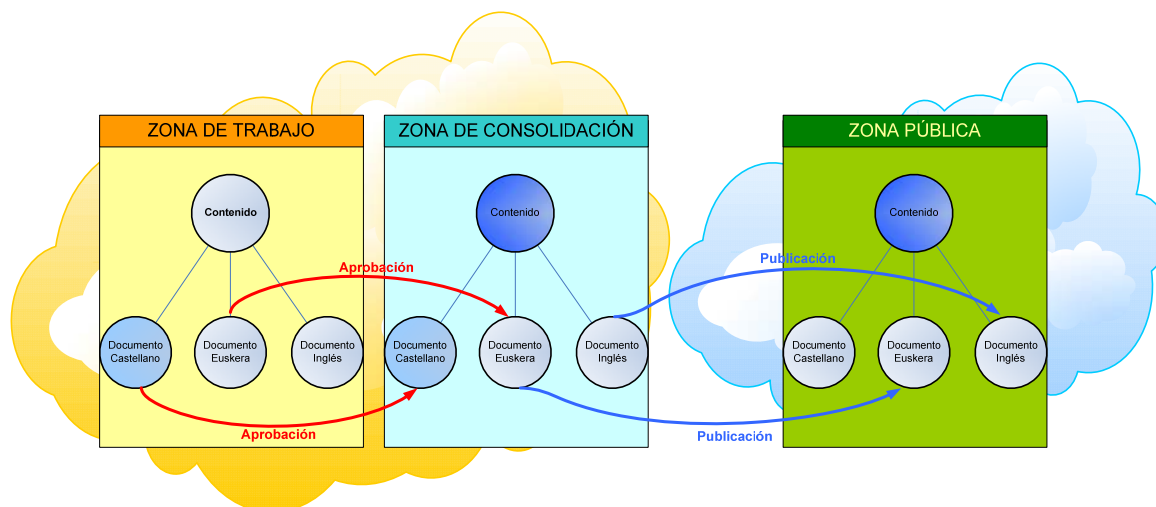 ZONA DE TRABAJO
ZONA DE CONSOLIDACIÓN
ZONA PÚBLICA
Contenido
Contenido
Contenido
Aprobación
Publicación
Documento
Castellano
Documento
Euskera
Documento
Inglés
Documento
Castellano
Documento
Euskera
Documento
Inglés
Documento
Castellano
Documento
Euskera
Documento
Inglés
Aprobación
Publicación